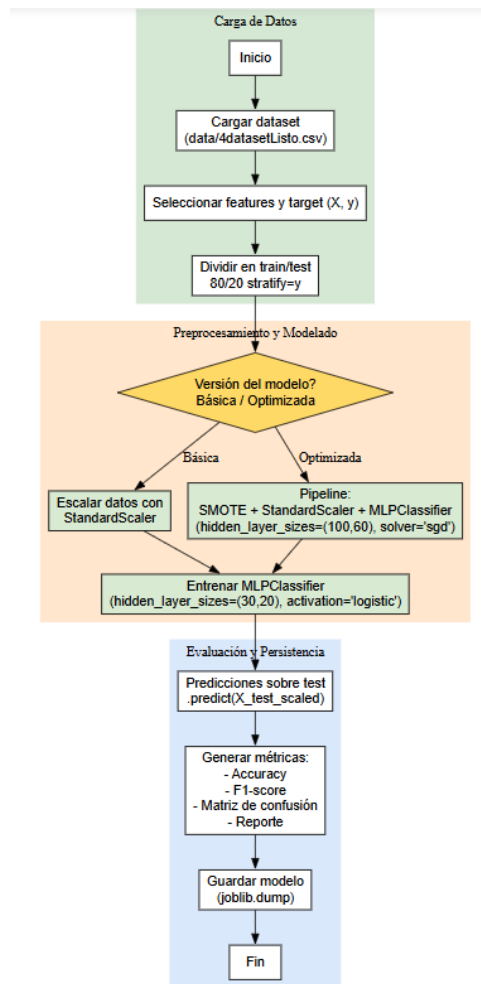 Carga de Datos
Inicio
Cargar dataset
(data/4datasetListo.csv)
Seleccionar features y target (X, y)
Dividir en train/test
80/20 stratify=y
Preprocesamiento y Modelado
Versión del modelo?
Básica / Optimizada
Básica
Optimizada
Escalar datos con
StandardScaler
Pipeline:
SMOTE + StandardScaler + MLPClassifier
(hidden_layer_sizes=(100,60), solver='sgd')
Entrenar MLPClassifier
(hidden_layer_sizes=(30,20), activation='logistic')
Evaluación y Persistencia
Predicciones sobre test
.predict(X_test_scaled)
Generar métricas:
- Accuracy
- F1-score
- Matriz de confusión
- Reporte
Guardar modelo
(joblib.dump)
Fin